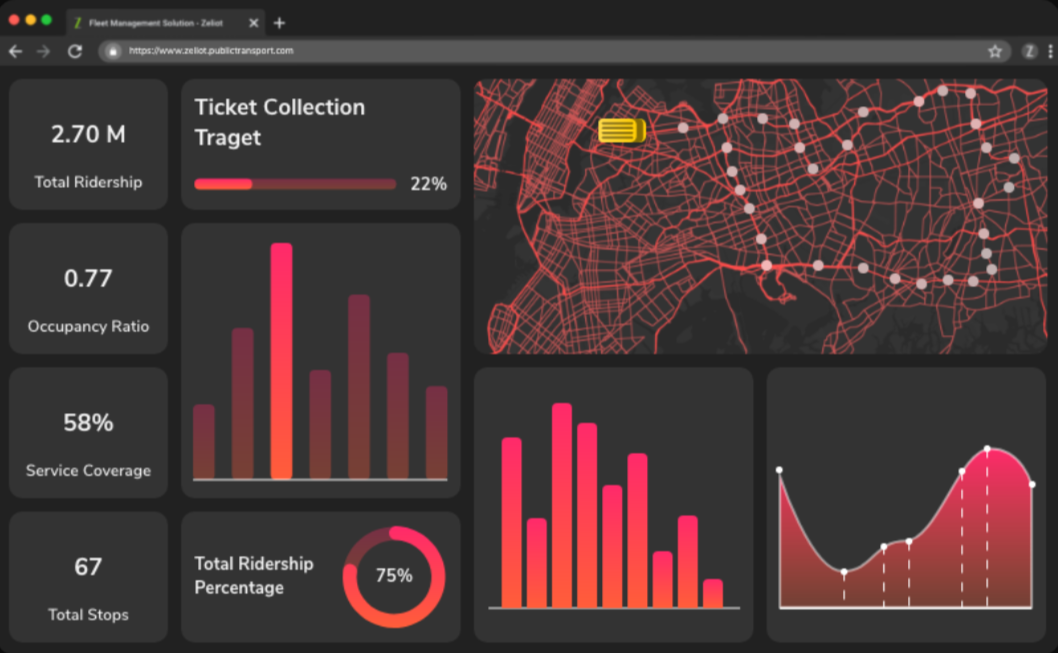 Fleet Management Solution - Zeliot
https://www.zeliot.publictransport.com
Z
2.70 M
Total Ridership
Ticket Collection
Traget
22%
0.77
Occupancy Ratio
58%
Service Coverage
67
Total Stops
Total Ridership
Percentage
75%